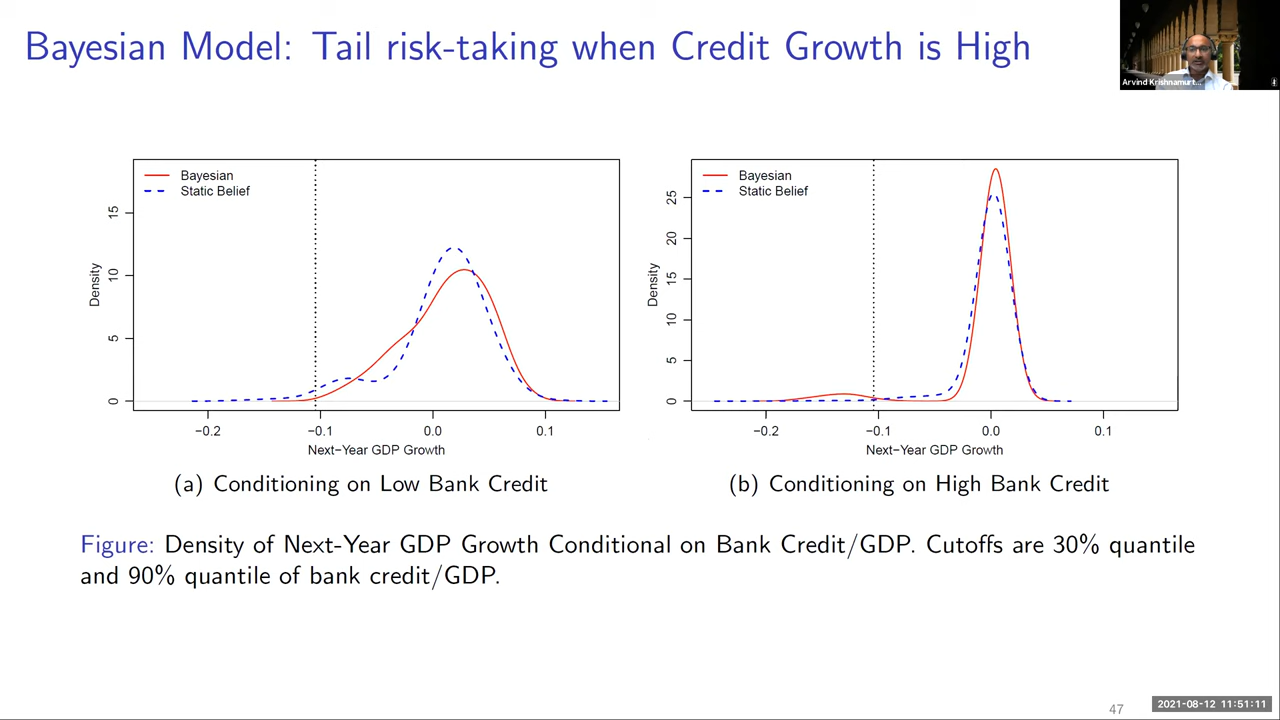 Bayesian Model: Tail risk-taking when Credit Growth is High
Arvind Krishnamurt...
Bayesian
Static Belief
Density
0
5
10
15
−0.2
−0.1
0.0
0.1
Next−Year GDP Growth
(a) Conditioning on Low Bank Credit
Bayesian
Static Belief
Density
0
5
10
15
20
25
−0.2
−0.1
0.0
0.1
Next−Year GDP Growth
(b) Conditioning on High Bank Credit
Figure: Density of Next-Year GDP Growth Conditional on Bank Credit/GDP. Cutoffs are 30% quantile
and 90% quantile of bank credit/GDP.
47
2021-08-12 11:51:11